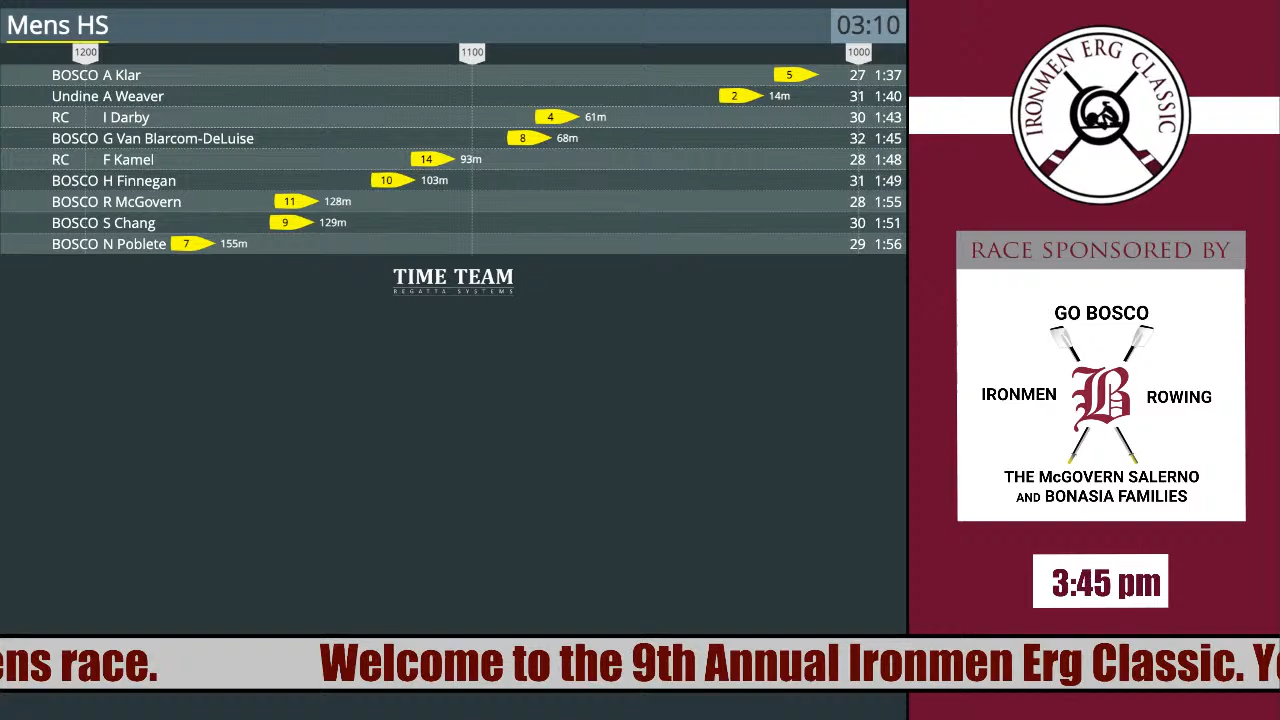 Mens HS 03:10
1200 1100 1000
BOSCO A Klar 5 27 1:37
Undine A Weaver 2 14m 31 1:40
RC I Darby 4 61m 30 1:43
BOSCO G Van Blarcom-DeLuise 8 68m 32 1:45
RC F Kamel 14 93m 28 1:48
BOSCO H Finnegan 10 103m 31 1:49
BOSCO R McGovern 11 128m 28 1:55
BOSCO S Chang 9 129m 30 1:51
BOSCO N Poblete 7 155m 29 1:56
TIME TEAM
REGATTA SYSTEMS
IRONMEN ERG CLASSIC
RACE SPONSORED BY
GO BOSCO
IRONMEN B ROWING
THE McGOVERN SALERNO
AND BONASIA FAMILIES
3:45 pm
ens race. Welcome to the 9th Annual Ironmen Erg Classic. Y